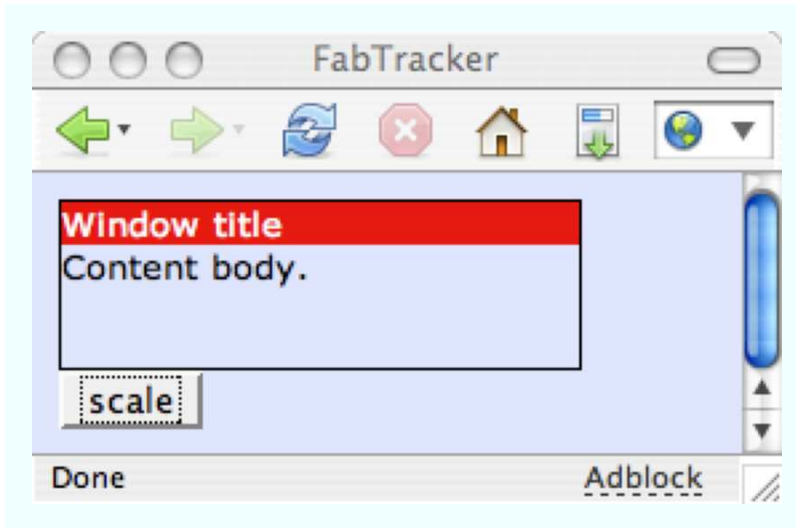 FabTracker
Window title
Content body.
scale
Done Adblock